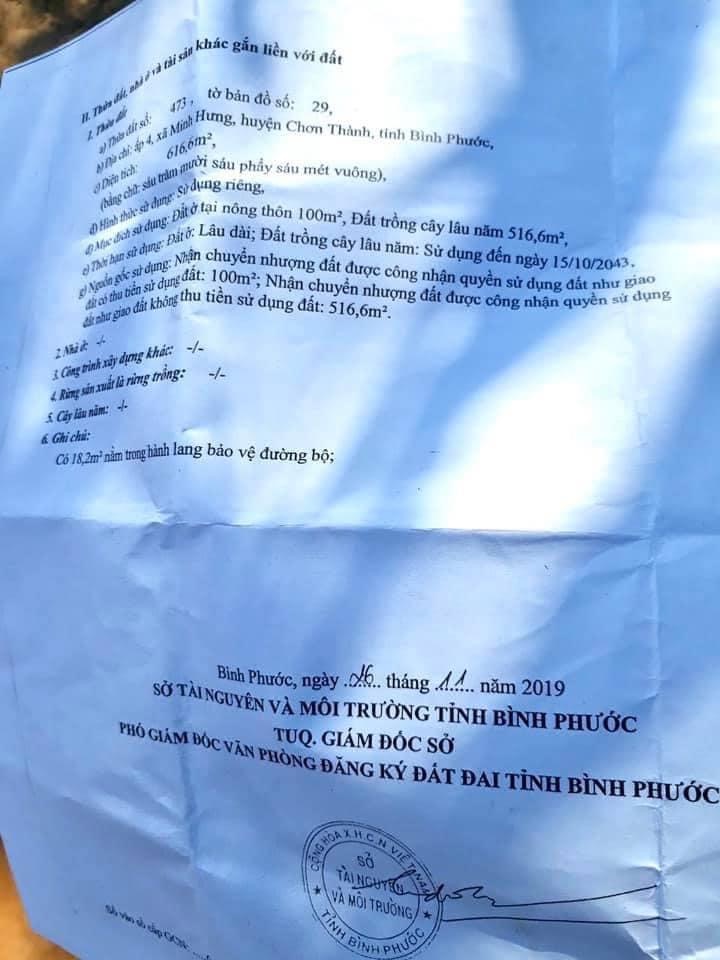 II. Thửa đất, nhà ở và tài sản khác gắn liền với đất
1. Thửa đất
a) Thửa đất số: 473, tờ bản đồ số: 29,
b) Địa chỉ: ấp 4, xã Minh Hưng, huyện Chơn Thành, tỉnh Bình Phước,
c) Diện tích: 616,6m²,
(bằng chữ: sáu trăm mười sáu phẩy sáu mét vuông),
d) Hình thức sử dụng: Sử dụng riêng,
đ) Mục đích sử dụng: Đất ở tại nông thôn 100m², Đất trồng cây lâu năm 516,6m²,
e) Thời hạn sử dụng: Đất ở: Lâu dài; Đất trồng cây lâu năm: Sử dụng đến ngày 15/10/2043,
g) Nguồn gốc sử dụng: Nhận chuyển nhượng đất được công nhận quyền sử dụng đất như giao
đất có thu tiền sử dụng đất: 100m²; Nhận chuyển nhượng đất được công nhận quyền sử dụng
đất như giao đất không thu tiền sử dụng đất: 516,6m².
2. Nhà ở: -/-
3. Công trình xây dựng khác: -/-
4. Rừng sản xuất là rừng trồng: -/-
5. Cây lâu năm: -/-
6. Ghi chú:
Có 18,2m² nằm trong hành lang bảo vệ đường bộ;
Bình Phước, ngày .06.. tháng .11.... năm 2019
SỞ TÀI NGUYÊN VÀ MÔI TRƯỜNG TỈNH BÌNH PHƯỚC
TUQ. GIÁM ĐỐC SỞ
PHÓ GIÁM ĐỐC VĂN PHÒNG ĐĂNG KÝ ĐẤT ĐAI TỈNH BÌNH PHƯỚC
CỘNG HOA X.H.C.N VIỆT NAM
SỞ
TÀI NGUYÊN
VÀ MÔI TRƯỜNG
TỈNH BÌNH PHƯỚC
Số vào sổ cấp GCN: ....